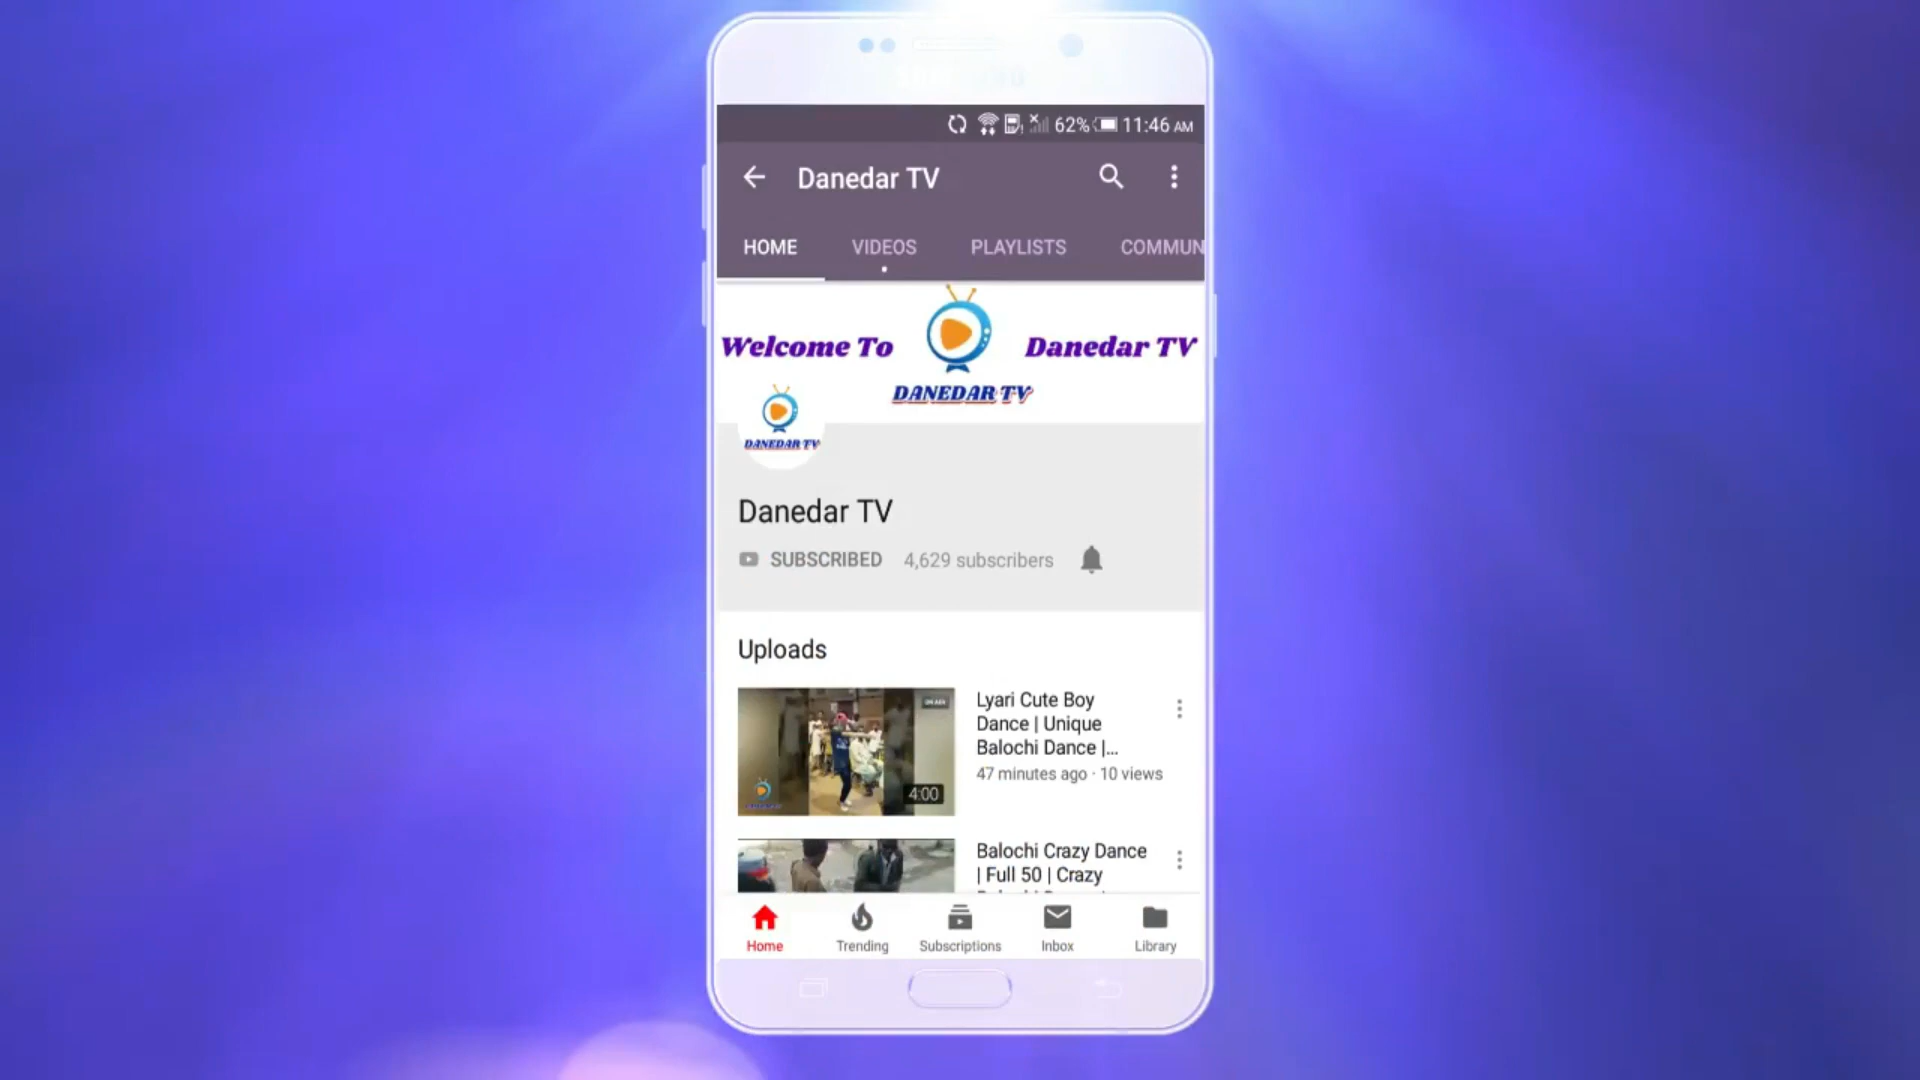 62% 11:46 AM
Danedar TV
HOME VIDEOS PLAYLISTS COMMUN
Welcome To Danedar TV
DANEDAR TV
DANEDAR TV
Danedar TV
SUBSCRIBED 4,629 subscribers
Uploads
Lyari Cute Boy
Dance | Unique
Balochi Dance |...
47 minutes ago · 10 views
4:00
Balochi Crazy Dance
| Full 50 | Crazy
Home Trending Subscriptions Inbox Library